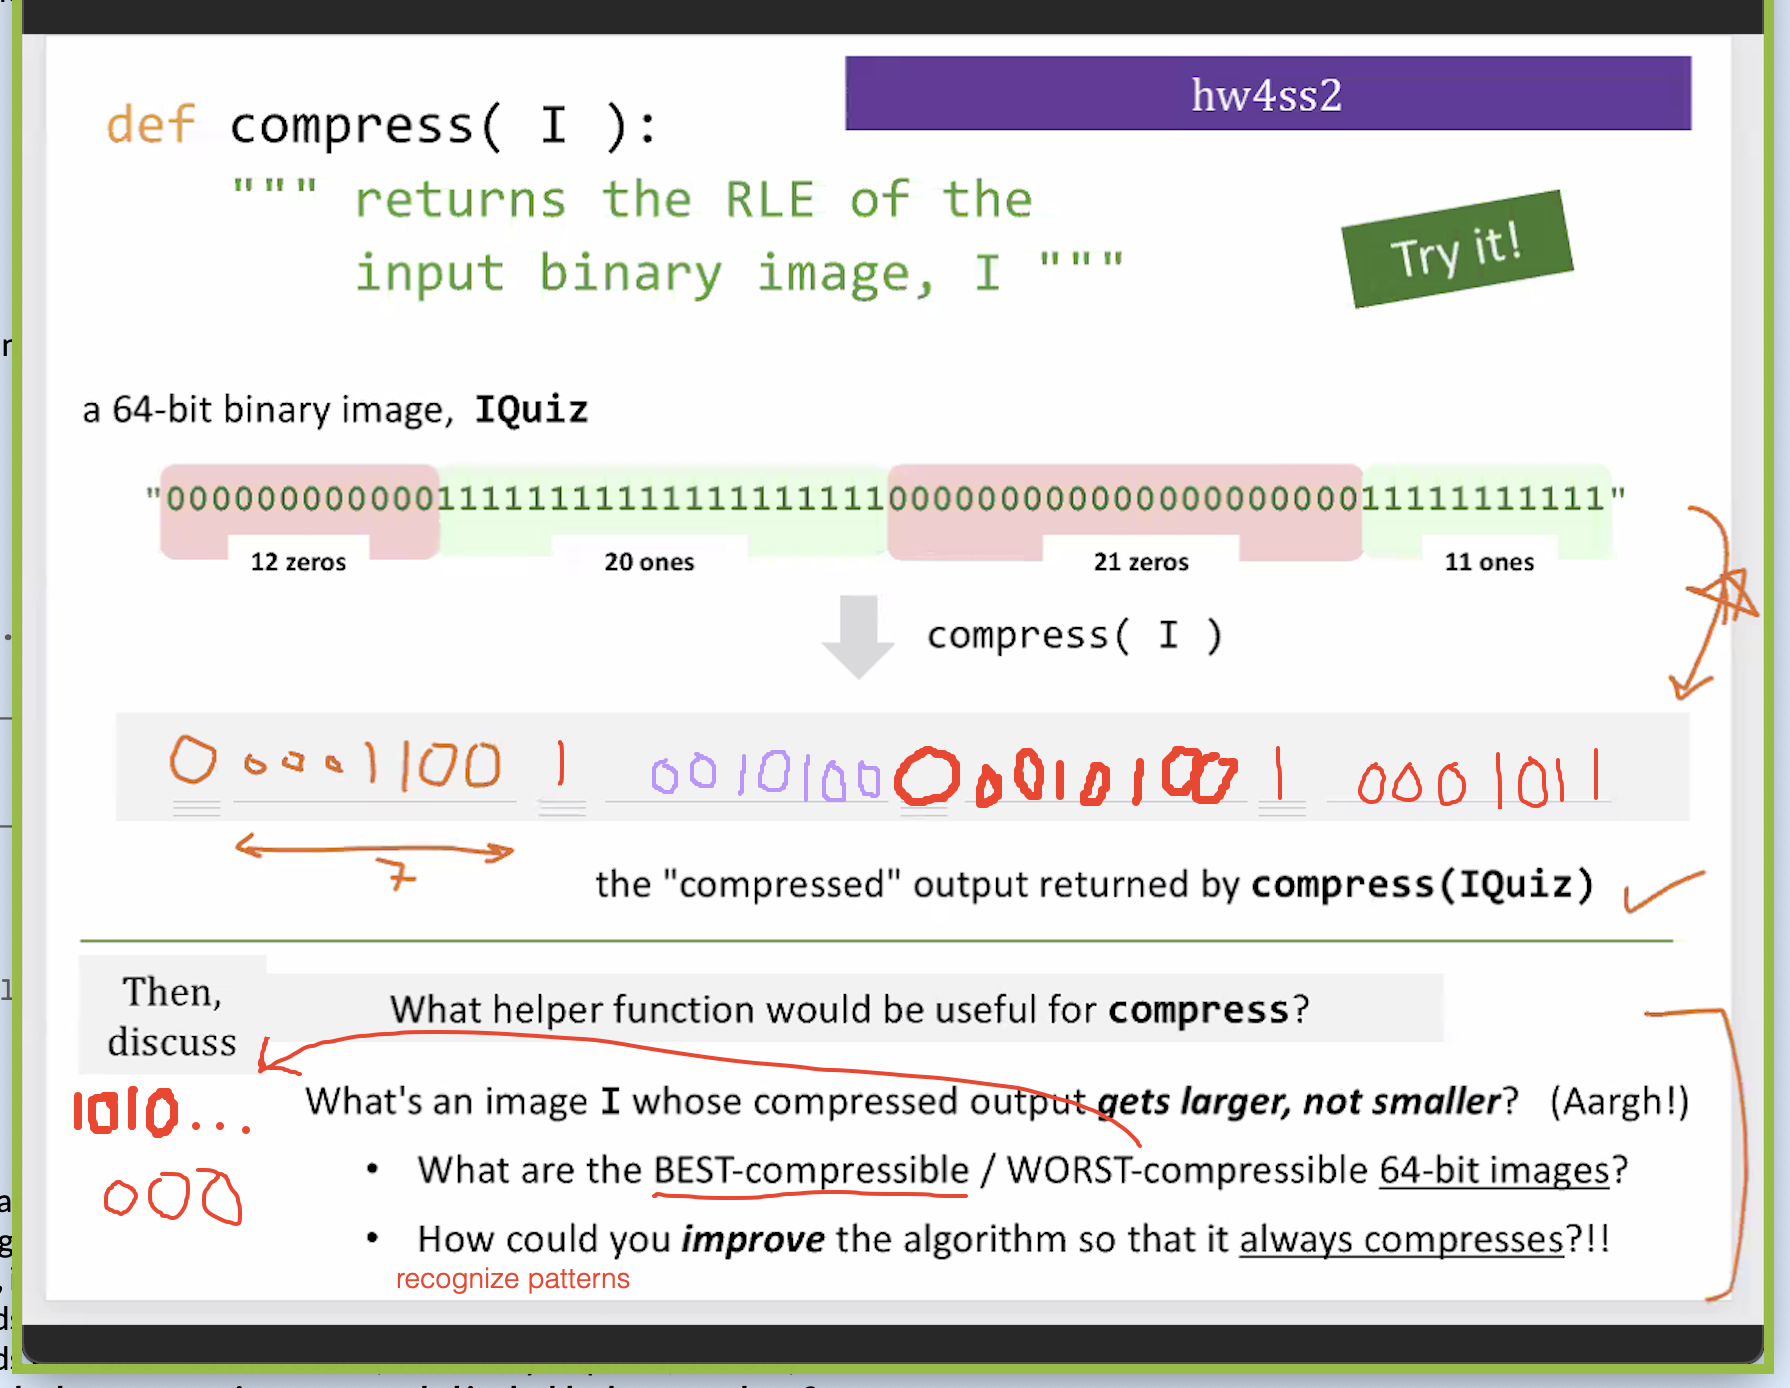 hw4ss2
def compress( I ):
""" returns the RLE of the
input binary image, I """
Try it!
a 64-bit binary image, IQuiz
"0000000000001111111111111111111100000000000000000000011111111111"
12 zeros 20 ones 21 zeros 11 ones
compress( I )
0 0001100 1 0010100 0 0010100 1 0001011
7
the "compressed" output returned by compress(IQuiz)
Then,
discuss
What helper function would be useful for compress?
1010...
000
What's an image I whose compressed output gets larger, not smaller? (Aargh!)
• What are the BEST-compressible / WORST-compressible 64-bit images?
• How could you improve the algorithm so that it always compresses?!!
recognize patterns